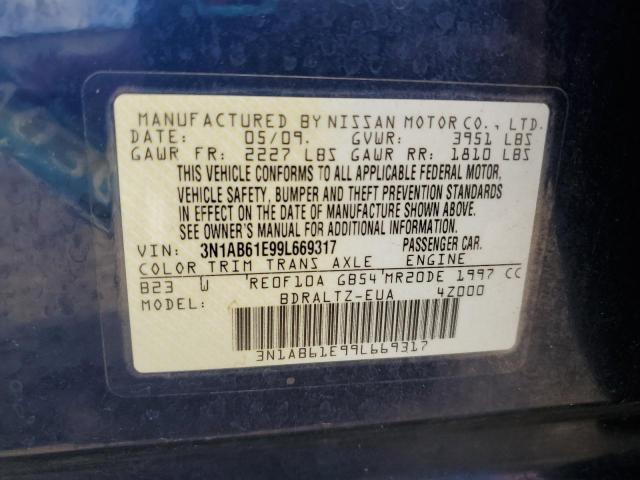 MANUFACTURED BY NISSAN MOTOR CO., LTD.
DATE: 05/09. GVWR: 3951 LBS
GAWR FR: 2227 LBS GAWR RR: 1810 LBS
THIS VEHICLE CONFORMS TO ALL APPLICABLE FEDERAL MOTOR
VEHICLE SAFETY, BUMPER AND THEFT PREVENTION STANDARDS
IN EFFECT ON THE DATE OF MANUFACTURE SHOWN ABOVE.
SEE OWNER'S MANUAL FOR ADDITIONAL INFORMATION.
VIN: 3N1AB61E99L669317 PASSENGER CAR.
COLOR TRIM TRANS AXLE ENGINE
B23 W RE0F10A GB54 MR20DE 1997 CC
MODEL: BDRALTZ-EUA 4Z000
3N1AB61E99L669317